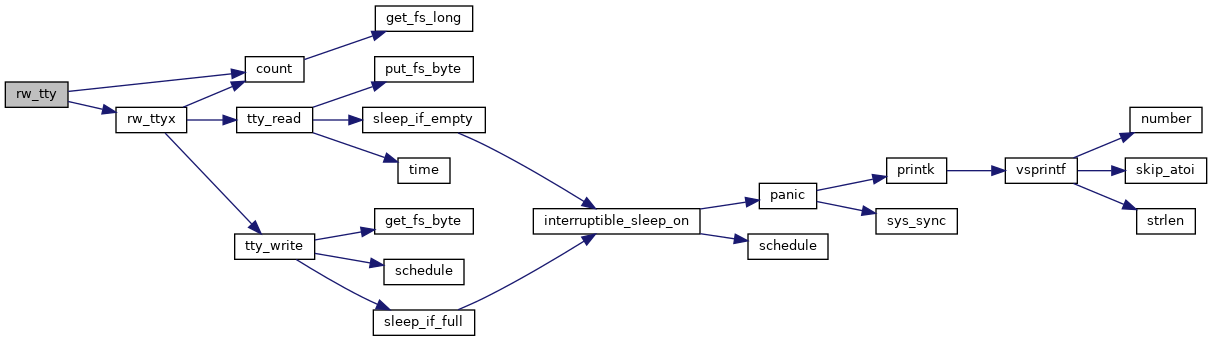 rw_tty
rw_ttyx
count
get_fs_long
tty_read
put_fs_byte
sleep_if_empty
time
tty_write
get_fs_byte
schedule
sleep_if_full
interruptible_sleep_on
panic
schedule
printk
sys_sync
vsprintf
number
skip_atoi
strlen